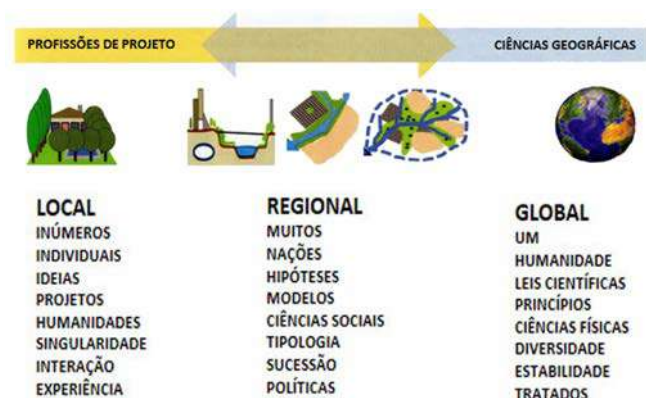 PROFISSÕES DE PROJETO
CIÊNCIAS GEOGRÁFICAS
LOCAL
INÚMEROS
INDIVIDUAIS
IDEIAS
PROJETOS
HUMANIDADES
SINGULARIDADE
INTERAÇÃO
EXPERIÊNCIA
REGIONAL
MUITOS
NAÇÕES
HIPÓTESES
MODELOS
CIÊNCIAS SOCIAIS
TIPOLOGIA
SUCESSÃO
POLÍTICAS
GLOBAL
UM
HUMANIDADE
LEIS CIENTÍFICAS
PRINCÍPIOS
CIÊNCIAS FÍSICAS
DIVERSIDADE
ESTABILIDADE
TRATADOS